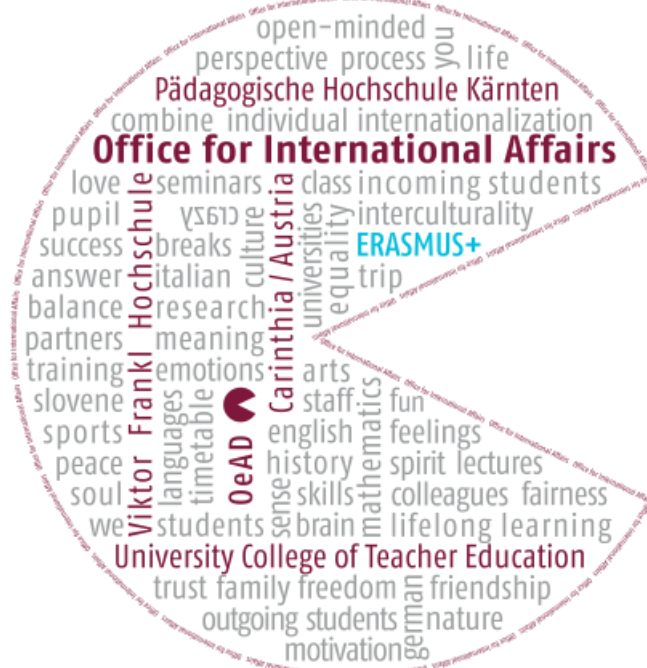 open-minded
you
perspective process life
Pädagogische Hochschule Kärnten
combine individual internationalization
Office for International Affairs
love seminars class incoming students
pupil crazy interculturality
success breaks ERASMUS+
answer italian trip
balance research
partners meaning
training emotions arts
slovene staff fun
sports english feelings
peace history spirit lectures
soul skills colleagues fairness
we students brain lifelong learning
Viktor Frankl Hochschule
culture
Carinthia / Austria
universities
equality
languages
timetable
OeAD
sense
mathematics
University College of Teacher Education
trust family freedom friendship
outgoing students nature
motivation
german
Office for International Affairs